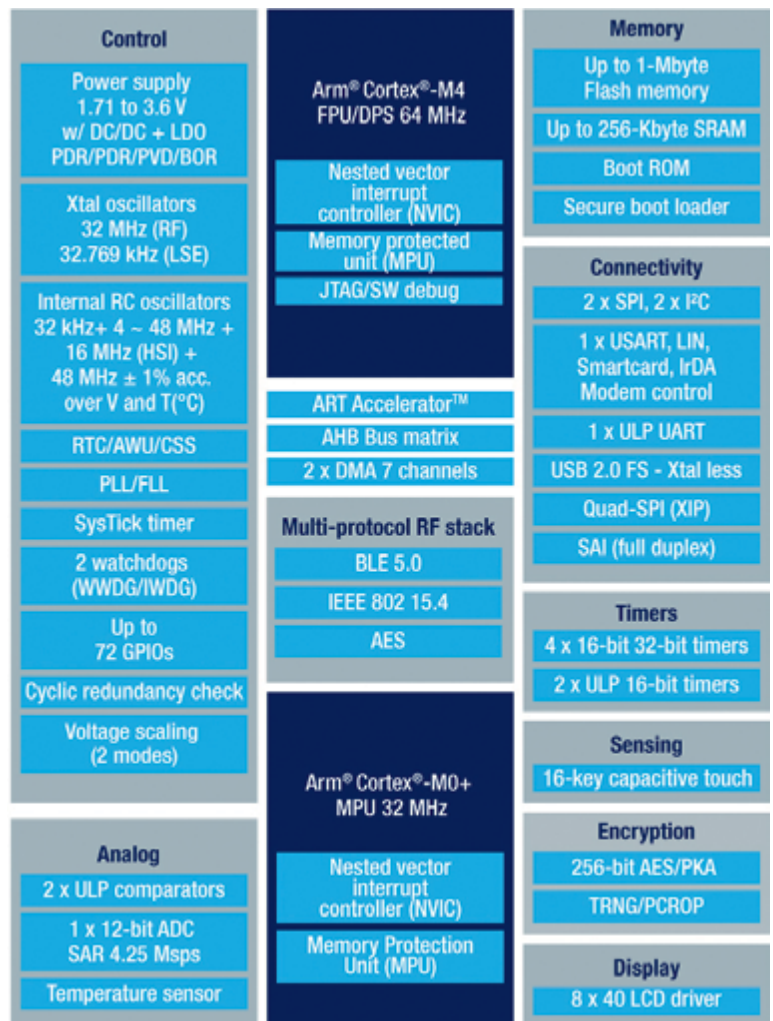 Control
Power supply
1.71 to 3.6 V
w/ DC/DC + LDO
PDR/PDR/PVD/BOR
Xtal oscillators
32 MHz (RF)
32.769 kHz (LSE)
Internal RC oscillators
32 kHz+ 4 ~ 48 MHz +
16 MHz (HSI) +
48 MHz ± 1% acc.
over V and T(°C)
RTC/AWU/CSS
PLL/FLL
SysTick timer
2 watchdogs
(WWDG/IWDG)
Up to
72 GPIOs
Cyclic redundancy check
Voltage scaling
(2 modes)
Analog
2 x ULP comparators
1 x 12-bit ADC
SAR 4.25 Msps
Temperature sensor
Arm® Cortex®-M4
FPU/DPS 64 MHz
Nested vector
interrupt
controller (NVIC)
Memory protected
unit (MPU)
JTAG/SW debug
ART Accelerator™
AHB Bus matrix
2 x DMA 7 channels
Multi-protocol RF stack
BLE 5.0
IEEE 802 15.4
AES
Arm® Cortex®-M0+
MPU 32 MHz
Nested vector
interrupt
controller (NVIC)
Memory Protection
Unit (MPU)
Memory
Up to 1-Mbyte
Flash memory
Up to 256-Kbyte SRAM
Boot ROM
Secure boot loader
Connectivity
2 x SPI, 2 x I²C
1 x USART, LIN,
Smartcard, IrDA
Modem control
1 x ULP UART
USB 2.0 FS - Xtal less
Quad-SPI (XIP)
SAI (full duplex)
Timers
4 x 16-bit 32-bit timers
2 x ULP 16-bit timers
Sensing
16-key capacitive touch
Encryption
256-bit AES/PKA
TRNG/PCROP
Display
8 x 40 LCD driver